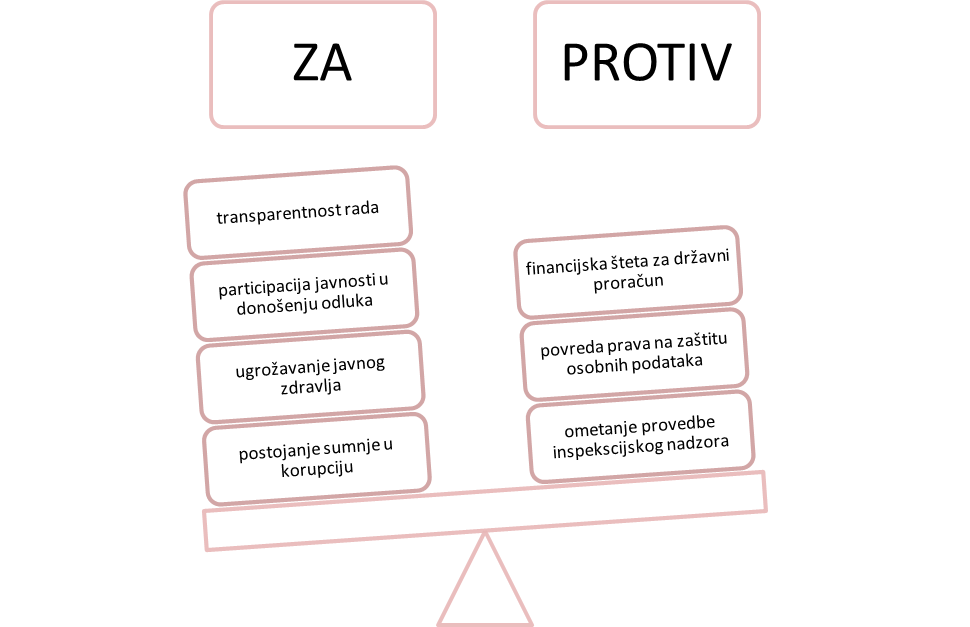 ZA
PROTIV
transparentnost rada
participacija javnosti u
donošenju odluka
ugrožavanje javnog
zdravlja
postojanje sumnje u
korupciju
financijska šteta za državni
proračun
povreda prava na zaštitu
osobnih podataka
ometanje provedbe
inspekscijskog nadzora